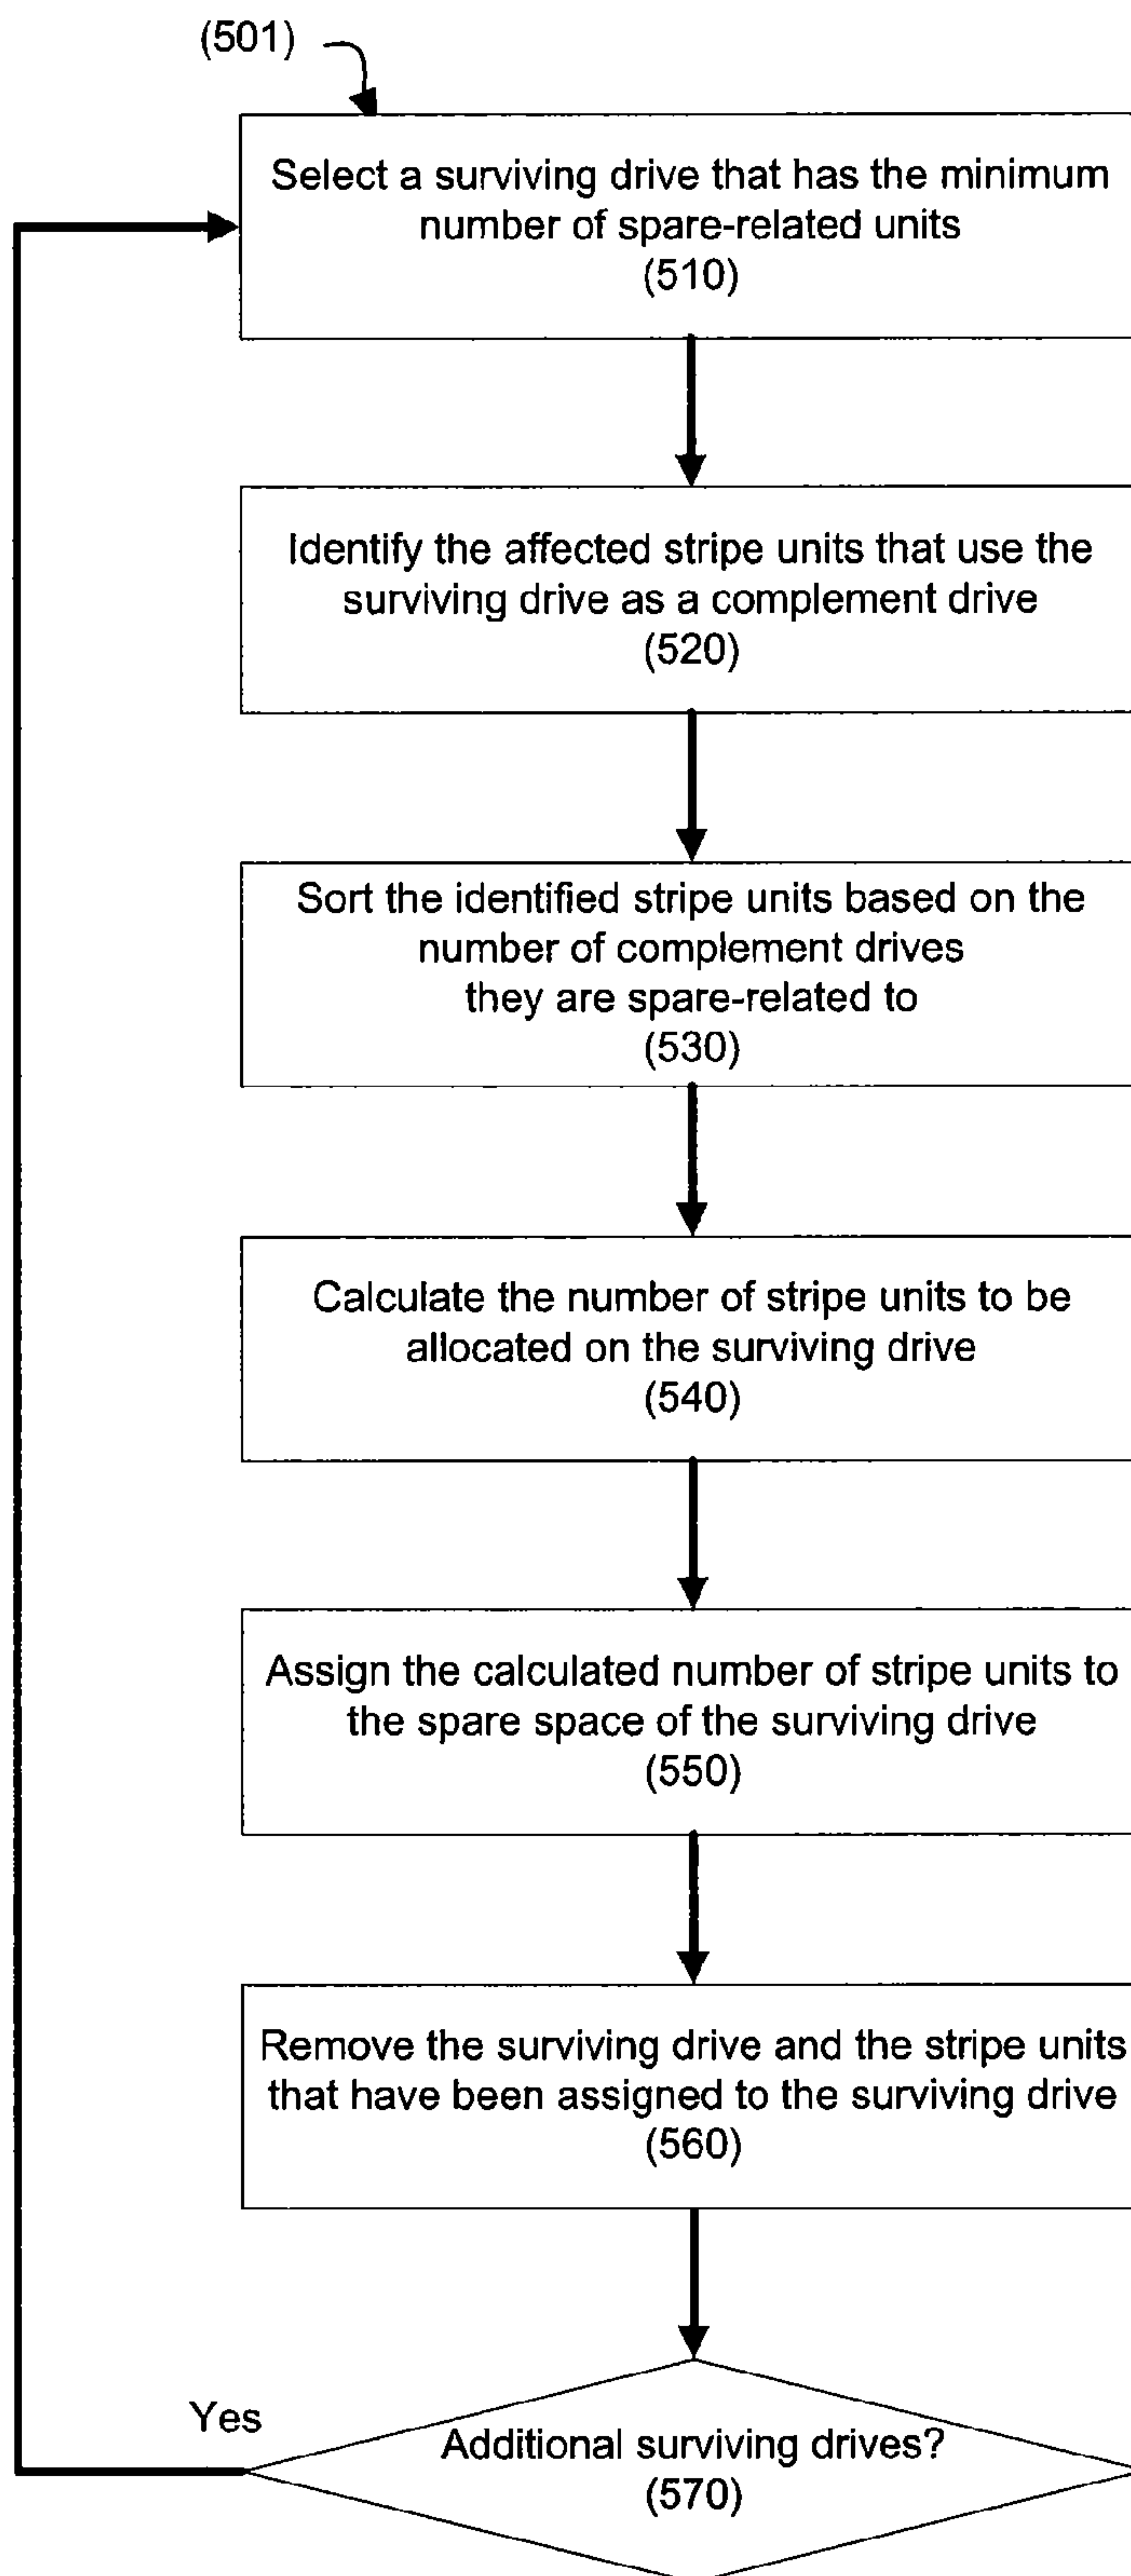 (501)
Select a surviving drive that has the minimum
number of spare-related units
(510)
Identify the affected stripe units that use the
surviving drive as a complement drive
(520)
Sort the identified stripe units based on the
number of complement drives
they are spare-related to
(530)
Calculate the number of stripe units to be
allocated on the surviving drive
(540)
Assign the calculated number of stripe units to
the spare space of the surviving drive
(550)
Remove the surviving drive and the stripe units
that have been assigned to the surviving drive
(560)
Yes
Additional surviving drives?
(570)